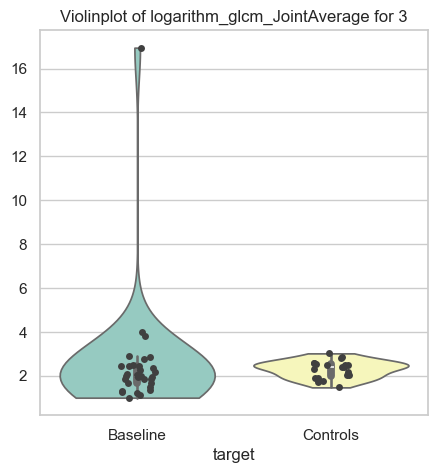 Violinplot of logarithm_glcm_JointAverage for 3
16
14
12
10
8
6
4
2
Baseline Controls
target